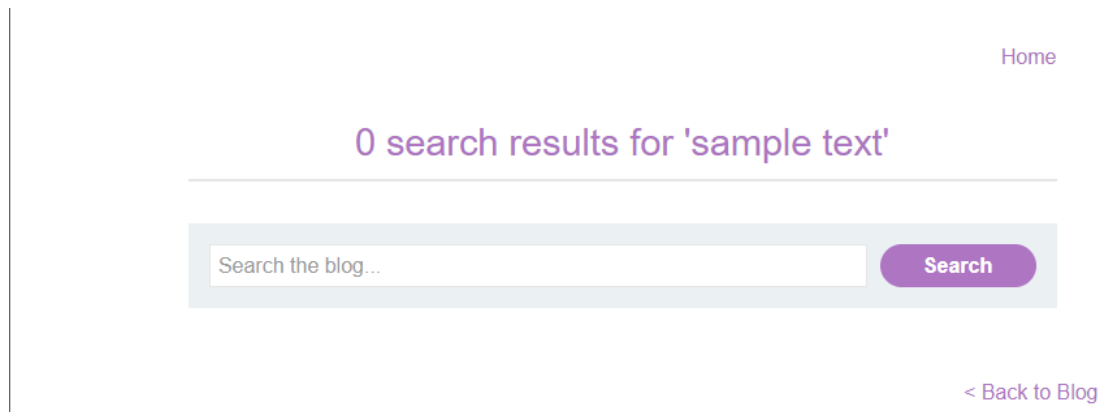 Home
0 search results for 'sample text'
Search the blog...
Search
< Back to Blog